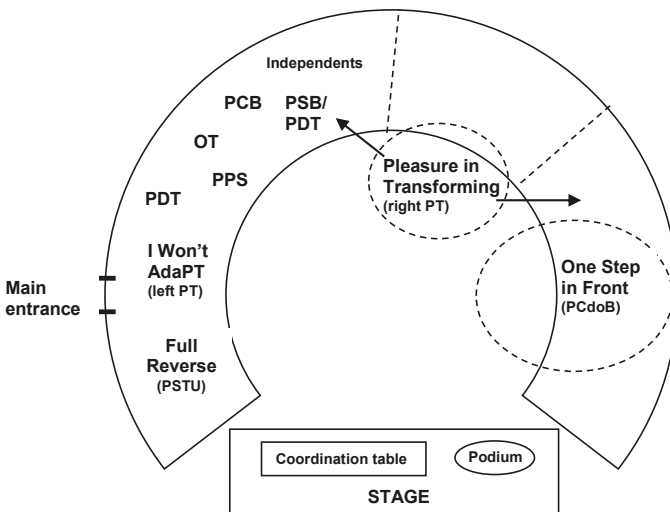 Independents
PCB
PSB/
PDT
OT
PPS
PDT
Pleasure in
Transforming
(right PT)
I Won't
AdaPT
(left PT)
Main
entrance
One Step
in Front
(PCdoB)
Full
Reverse
(PSTU)
Coordination table
Podium
STAGE